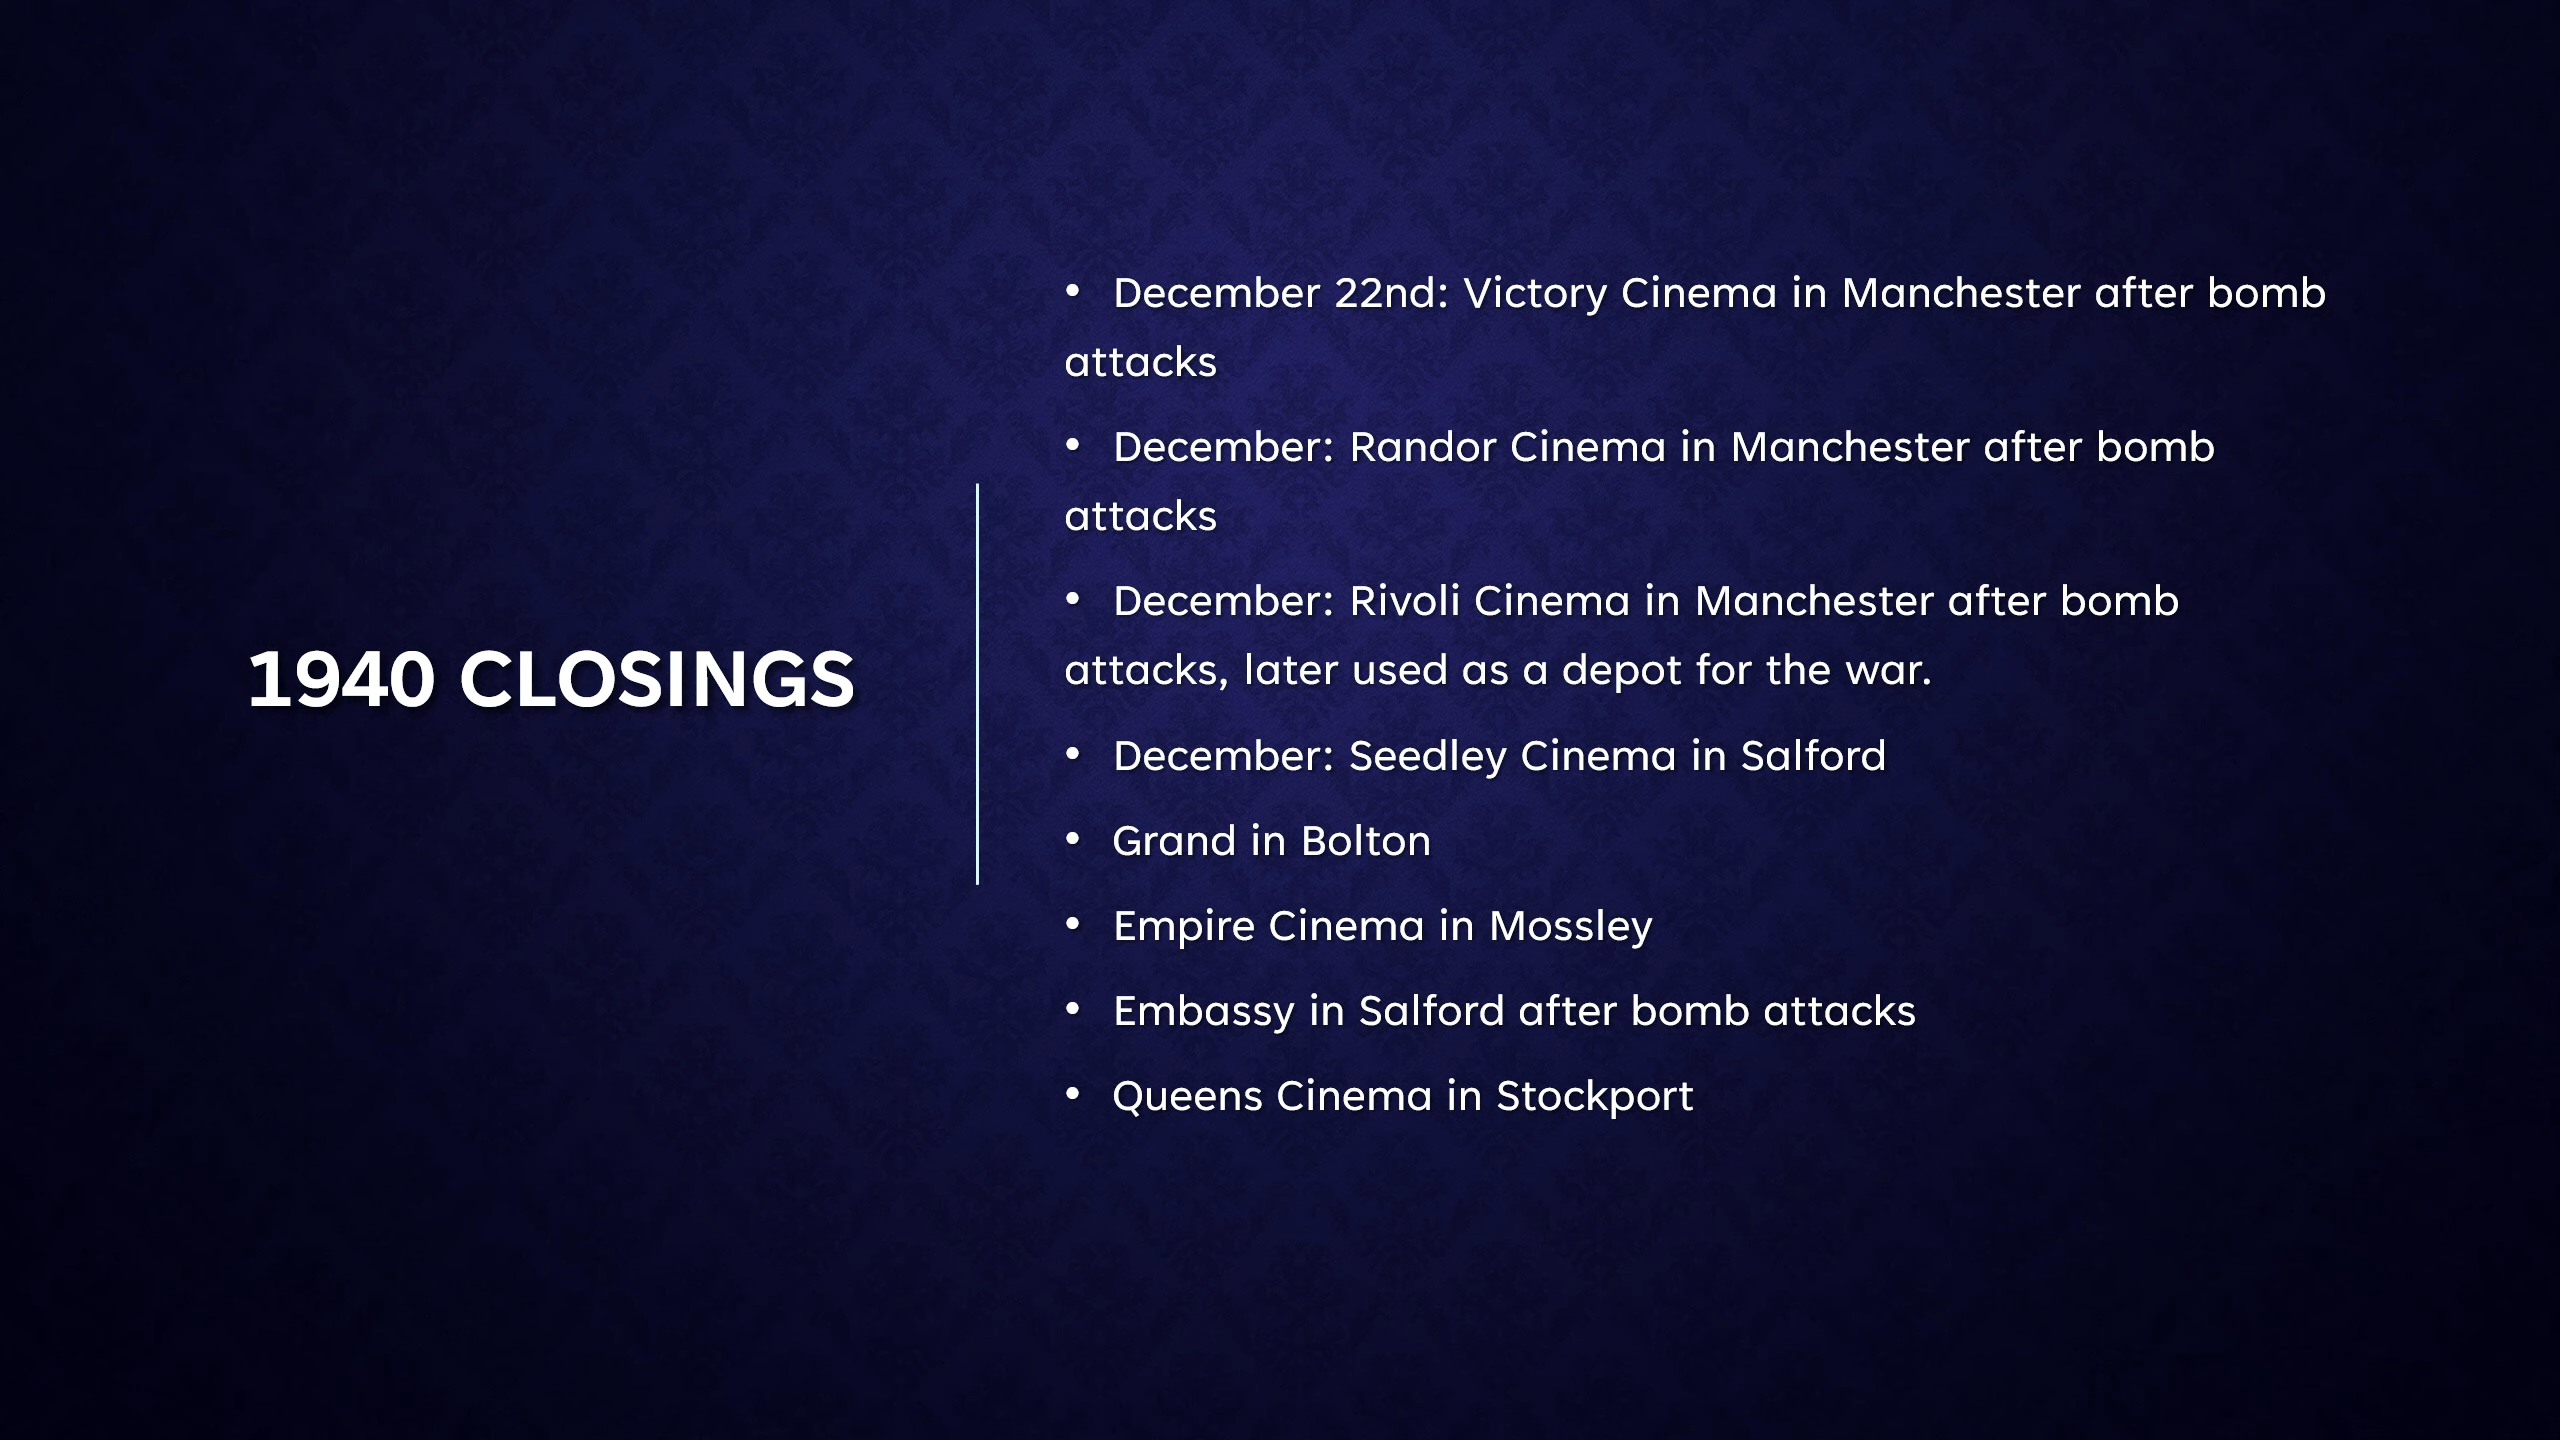 1940 CLOSINGS
• December 22nd: Victory Cinema in Manchester after bomb
attacks
• December: Randor Cinema in Manchester after bomb
attacks
• December: Rivoli Cinema in Manchester after bomb
attacks, later used as a depot for the war.
• December: Seedley Cinema in Salford
• Grand in Bolton
• Empire Cinema in Mossley
• Embassy in Salford after bomb attacks
• Queens Cinema in Stockport